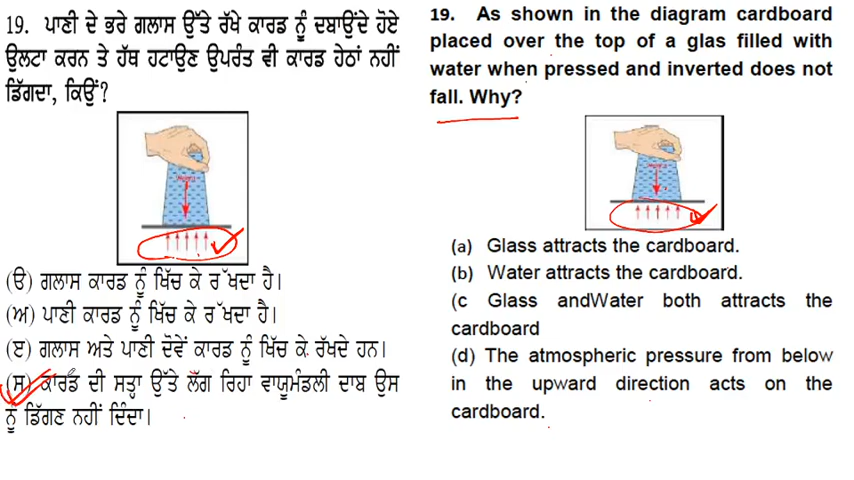 19. ਪਾਣੀ ਦੇ ਭਰੇ ਗਲਾਸ ਉੱਤੇ ਰੱਖੇ ਕਾਰਡ ਨੂੰ ਦਬਾਉਂਦੇ ਹੋਏ
ਉਲਟਾ ਕਰਨ ਤੇ ਹੱਥ ਹਟਾਉਣ ਉਪਰੰਤ ਵੀ ਕਾਰਡ ਹੇਠਾਂ ਨਹੀਂ
ਡਿੱਗਦਾ, ਕਿਉਂ?
(ੳ) ਗਲਾਸ ਕਾਰਡ ਨੂੰ ਖਿੱਚ ਕੇ ਰ ੱਖਦਾ ਹੈ।
(ਅ) ਪਾਣੀ ਕਾਰਡ ਨੂੰ ਖਿੱਚ ਕੇ ਰ ੱਖਦਾ ਹੈ।
(ੲ) ਗਲਾਸ ਅਤੇ ਪਾਣੀ ਦੋਵੇਂ ਕਾਰਡ ਨੂੰ ਖਿੱਚ ਕੇ ਰੱਖਦੇ ਹਨ।
(ਸ) ਕਾਰਡ ਦੀ ਸਤ੍ਹਾ ਉੱਤੇ ਲੱਗ ਰਿਹਾ ਵਾਯੂਮੰਡਲੀ ਦਾਬ ਉਸ
ਨੂੰ ਡਿੱਗਣ ਨਹੀਂ ਦਿੰਦਾ।
19. As shown in the diagram cardboard
placed over the top of a glas filled with
water when pressed and inverted does not
fall. Why?
(a) Glass attracts the cardboard.
(b) Water attracts the cardboard.
(c Glass andWater both attracts the
cardboard
(d) The atmospheric pressure from below
in the upward direction acts on the
cardboard.